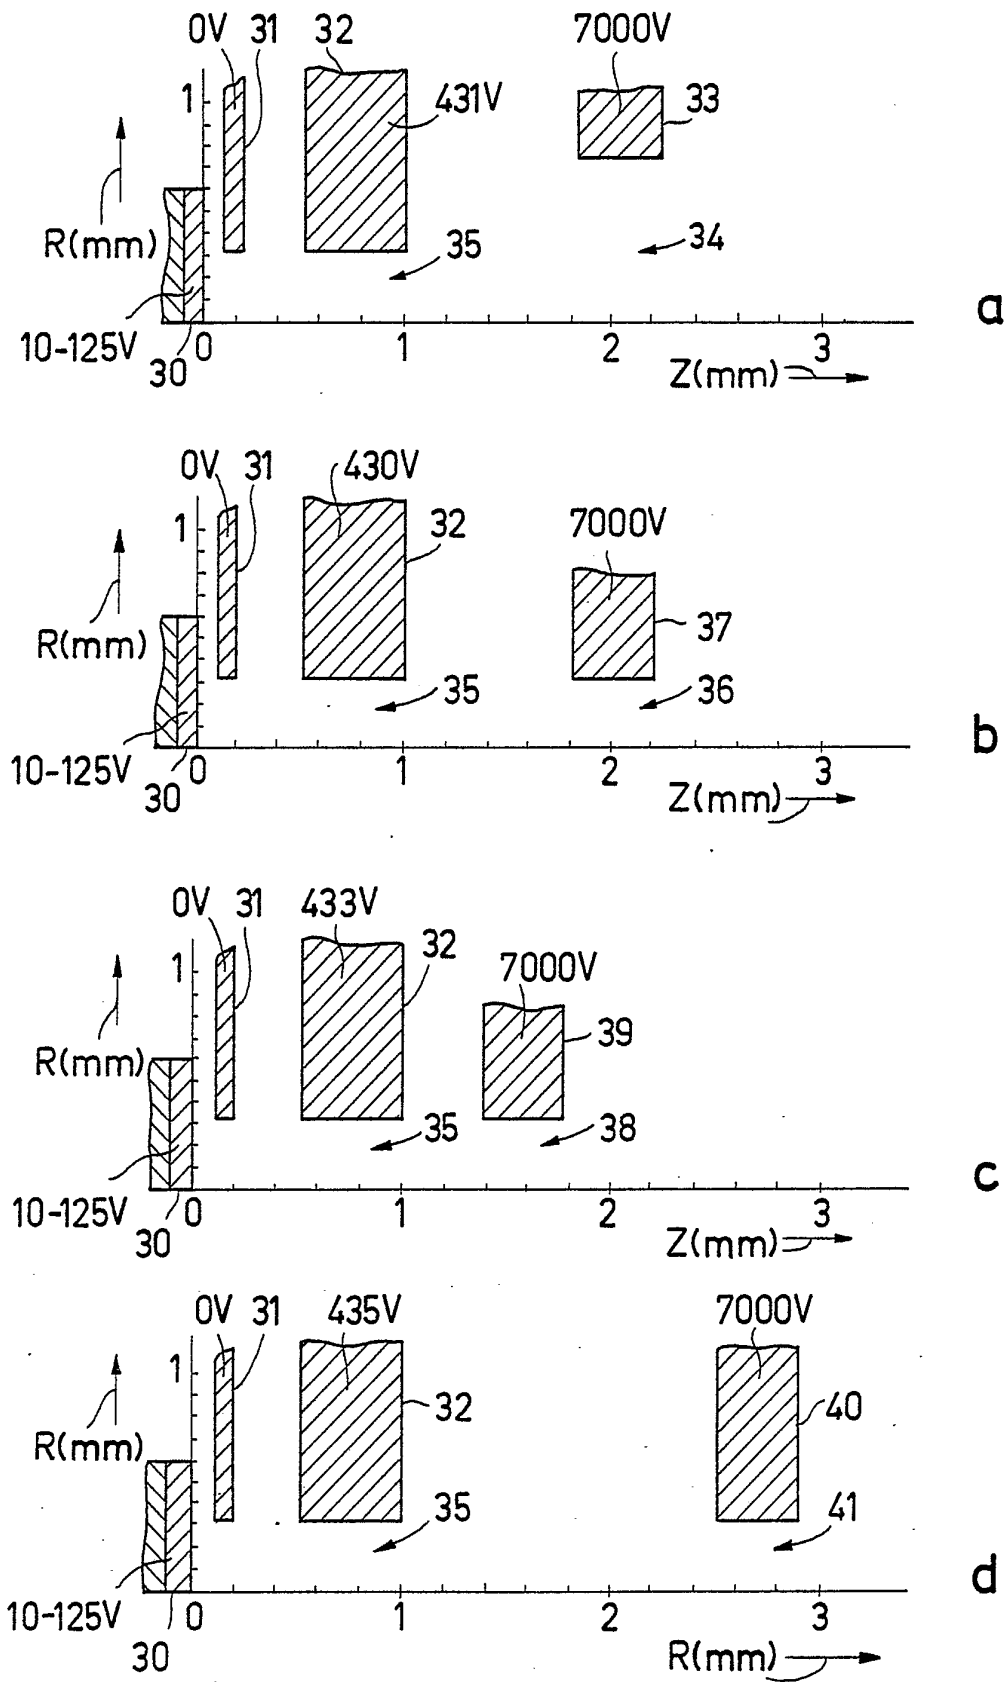 0V 31 32 7000V
1 431V 33
R(mm) 35 34
10-125V 30 0 1 2 3
Z(mm)
a
0V 31 430V
1 32 7000V
R(mm) 37
35 36
10-125V 30 0 1 2 3
Z(mm)
b
0V 31 433V
1 32 7000V
R(mm) 39
35 38
10-125V 30 0 1 2 3
Z(mm)
c
0V 31 435V 7000V
1 32 40
R(mm)
35 41
10-125V 30 0 1 2 3
R(mm)
d